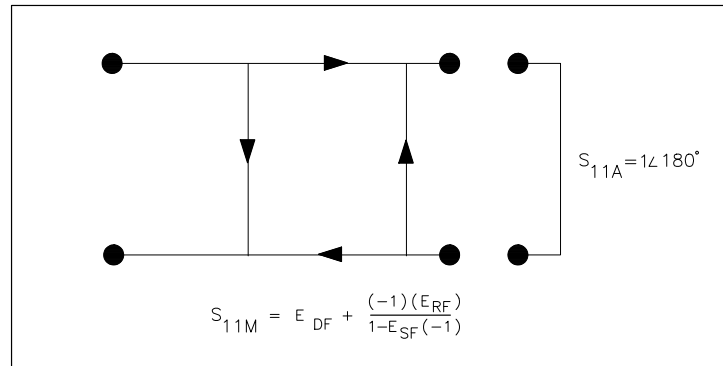 S11A=1∠180°
S11M = EDF + (-1)(ERF)/1-ESF(-1)